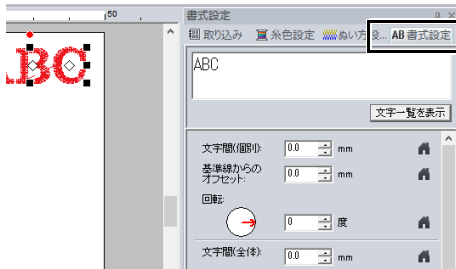 50
書式設定
取り込み 糸色設定 ぬい方設... AB 書式設定
ABC
ABC
文字一覧を表示
文字間(個別): 0.0 mm
基準線からの
オフセット: 0.0 mm
回転:
0 度
文字間(全体): 0.0 mm